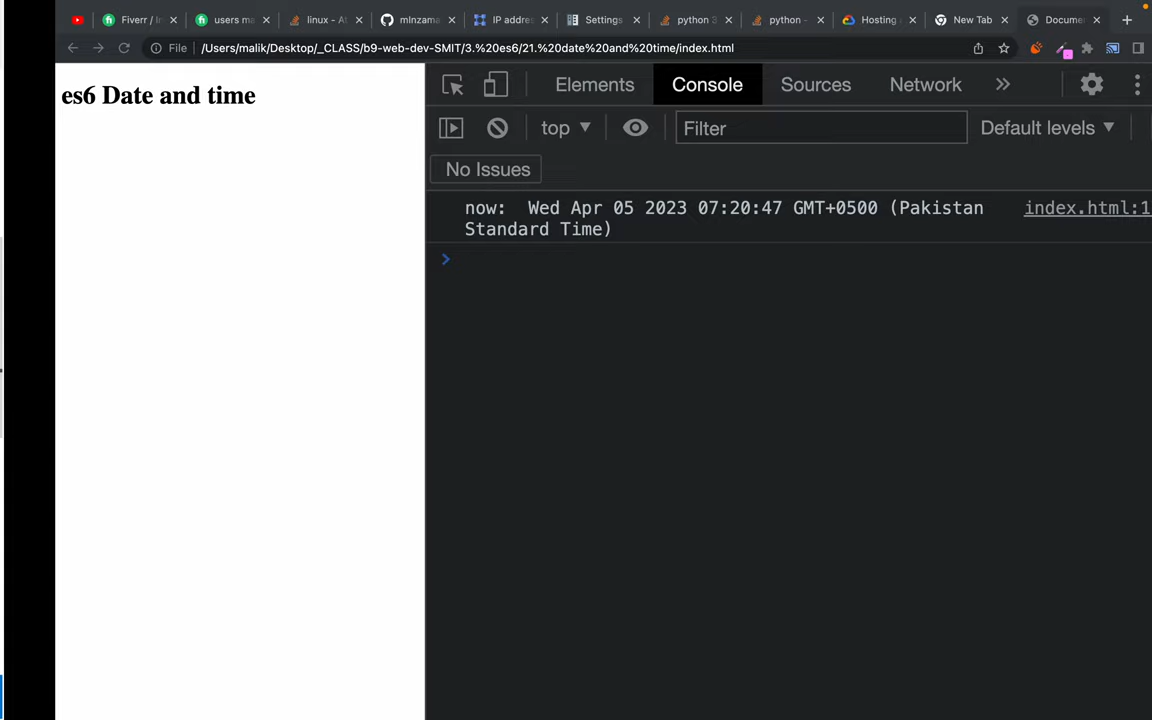 Fiverr / In
users ma
linux - At
mInzama
IP addre
Settings
python 3
python -
Hosting
New Tab
Docume
File
/Users/malik/Desktop/_CLASS/b9-web-dev-SMIT/3.%20es6/21.%20date%20and%20time/index.html
es6 Date and time
Elements
Console
Sources
Network
top
Filter
Default levels
No Issues
now:  Wed Apr 05 2023 07:20:47 GMT+0500 (Pakistan
Standard Time)
index.html:1